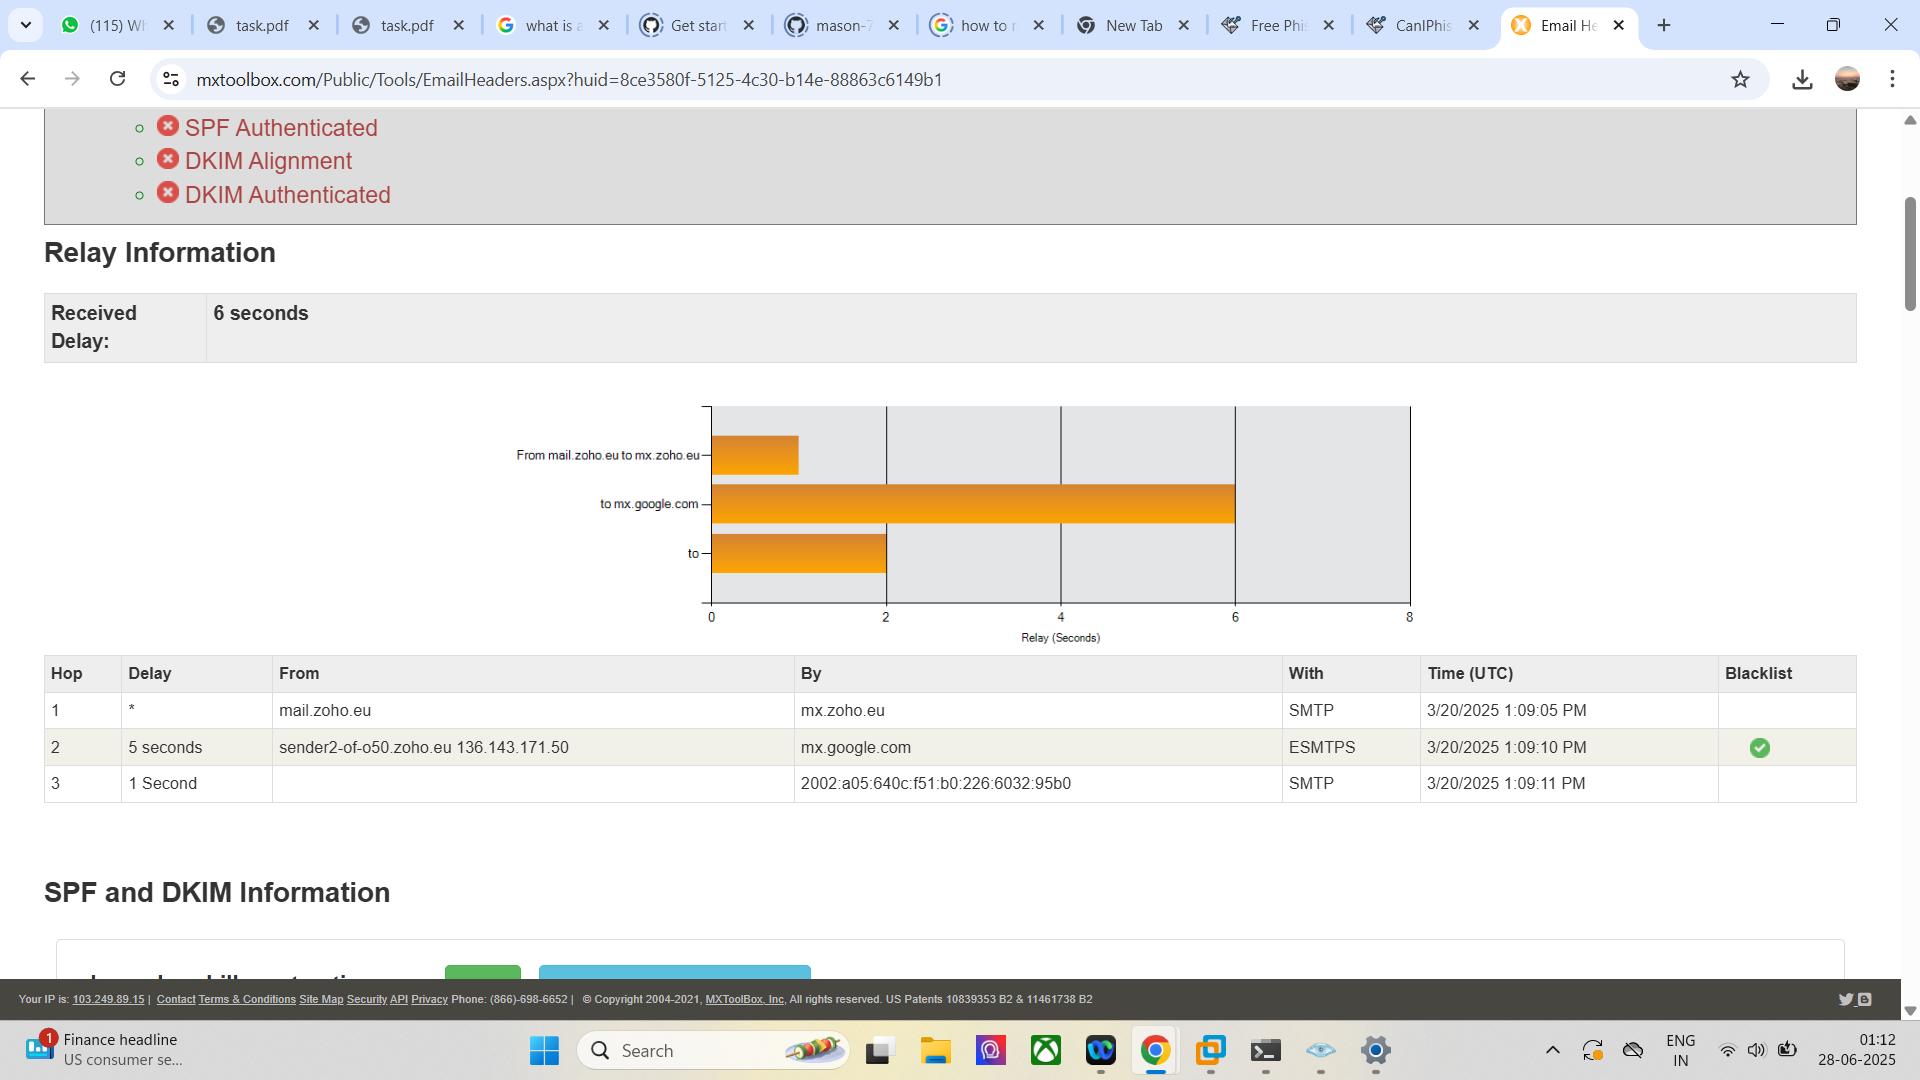 (115) Wh
task.pdf
task.pdf
what is a
Get start
mason-7
how to r
New Tab
Free Phis
CanIPhis
Email He
mxtoolbox.com/Public/Tools/EmailHeaders.aspx?huid=8ce3580f-5125-4c30-b14e-88863c6149b1
SPF Authenticated
DKIM Alignment
DKIM Authenticated
Relay Information
Received Delay:
6 seconds
From mail.zoho.eu to mx.zoho.eu
to mx.google.com
to
0 2 4 6 8
Relay (Seconds)
Hop Delay From By With Time (UTC) Blacklist
1 * mail.zoho.eu mx.zoho.eu SMTP 3/20/2025 1:09:05 PM
2 5 seconds sender2-of-o50.zoho.eu 136.143.171.50 mx.google.com ESMTPS 3/20/2025 1:09:10 PM
3 1 Second 2002:a05:640c:f51:b0:226:6032:95b0 SMTP 3/20/2025 1:09:11 PM
SPF and DKIM Information
Your IP is: 103.249.89.15 | Contact Terms & Conditions Site Map Security API Privacy Phone: (866)-698-6652 | © Copyright 2004-2021, MXToolBox, Inc, All rights reserved. US Patents 10839353 B2 & 11461738 B2
1
Finance headline
US consumer se...
Search
ENG
IN
01:12
28-06-2025